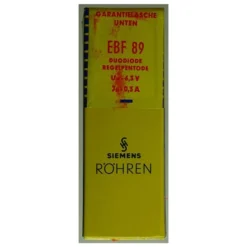 GARANTIELASCHE
UNTEN
EBF 89
DUODIODE
REGELPENTODE
SIEMENS
RÖHREN